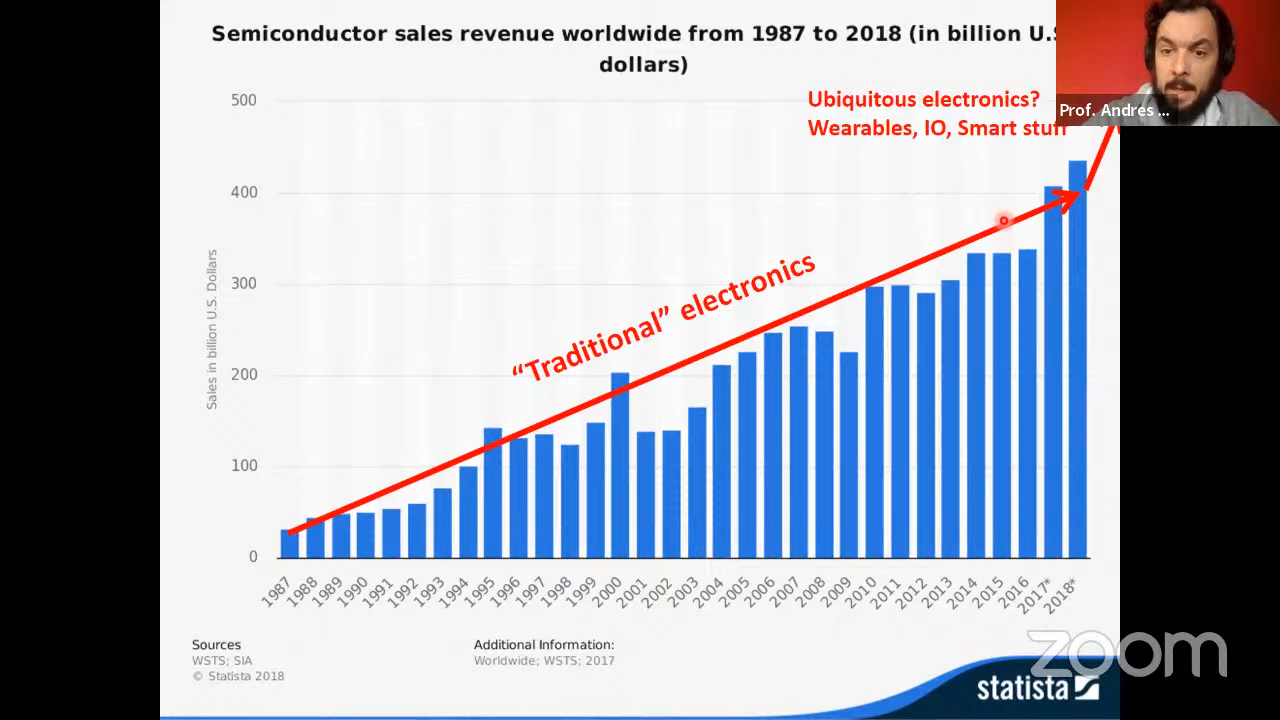 Semiconductor sales revenue worldwide from 1987 to 2018 (in billion U.S
dollars)
Ubiquitous electronics?
Wearables, IO, Smart stuff
Prof. Andres ...
"Traditional" electronics
Sales in billion U.S. Dollars
500
400
300
200
100
0
1987
1988
1989
1990
1991
1992
1993
1994
1995
1996
1997
1998
1999
2000
2001
2002
2003
2004
2005
2006
2007
2008
2009
2010
2011
2012
2013
2014
2015
2016
2017*
2018*
Sources
WSTS; SIA
© Statista 2018
Additional Information:
Worldwide; WSTS; 2017
zoom
statista